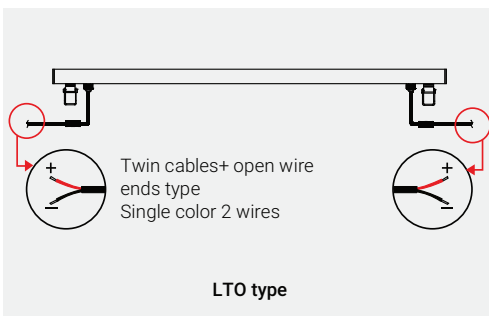 +
−
Twin cables+ open wire
ends type
Single color 2 wires
+
−
LTO type